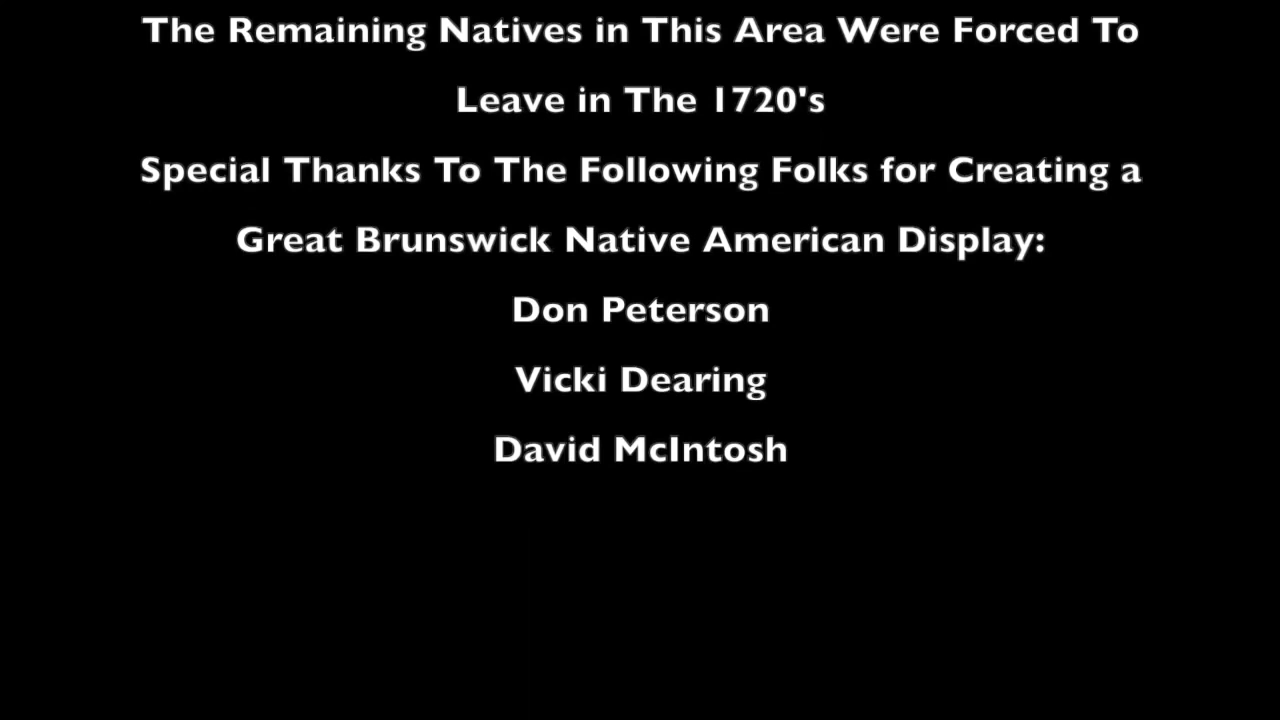 The Remaining Natives in This Area Were Forced To
Leave in The 1720's
Special Thanks To The Following Folks for Creating a
Great Brunswick Native American Display:
Don Peterson
Vicki Dearing
David McIntosh